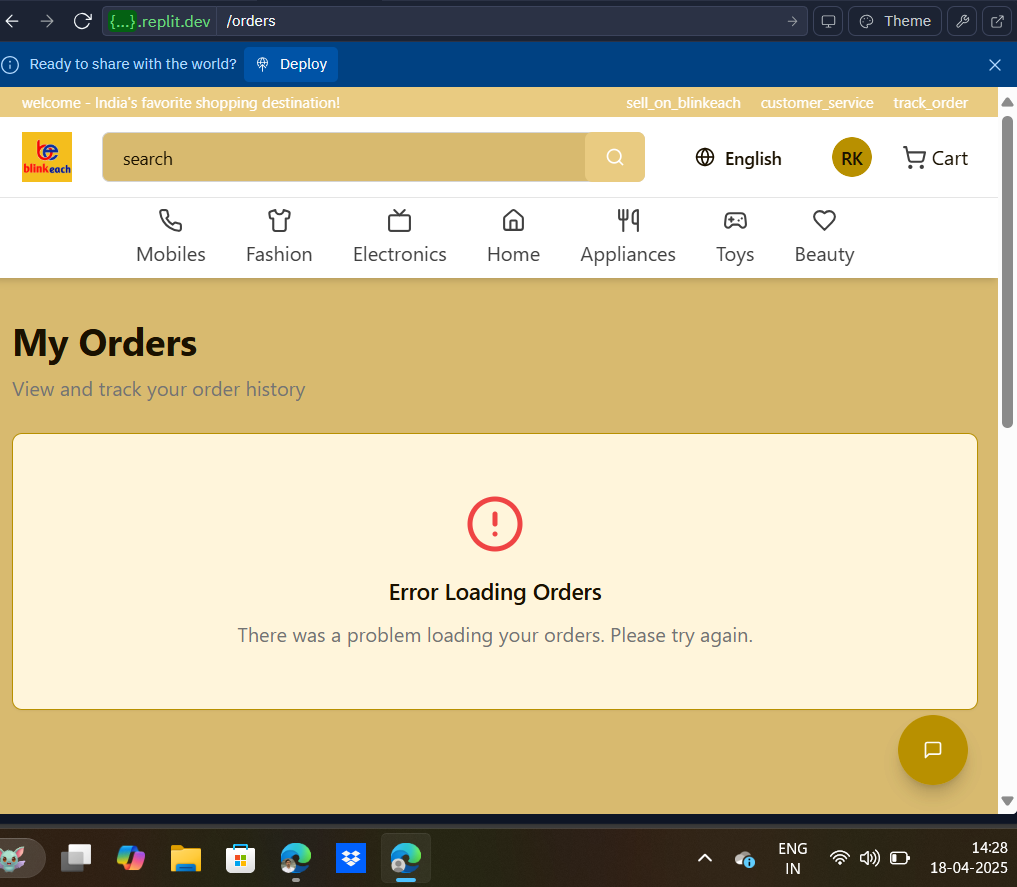 {...}.replit.dev /orders Theme
Ready to share with the world? Deploy
welcome - India's favorite shopping destination! sell_on_blinkeach customer_service track_order
be
blinkeach
search English RK Cart
Mobiles Fashion Electronics Home Appliances Toys Beauty
My Orders
View and track your order history
Error Loading Orders
There was a problem loading your orders. Please try again.
ENG 14:28
IN 18-04-2025